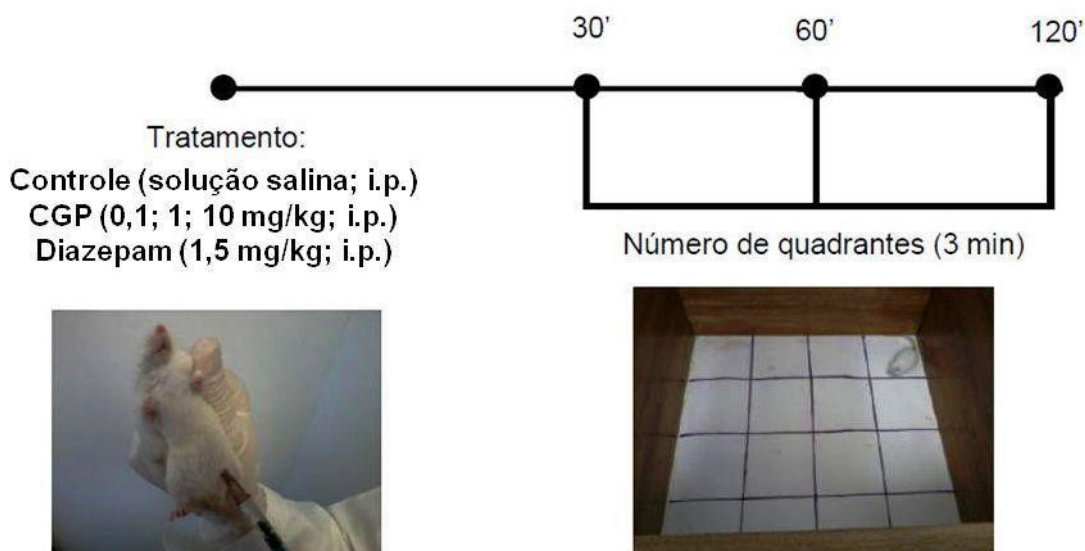 30’
60’
120’
Tratamento:
Controle (solução salina; i.p.)
CGP (0,1; 1; 10 mg/kg; i.p.)
Diazepam (1,5 mg/kg; i.p.)
Número de quadrantes (3 min)